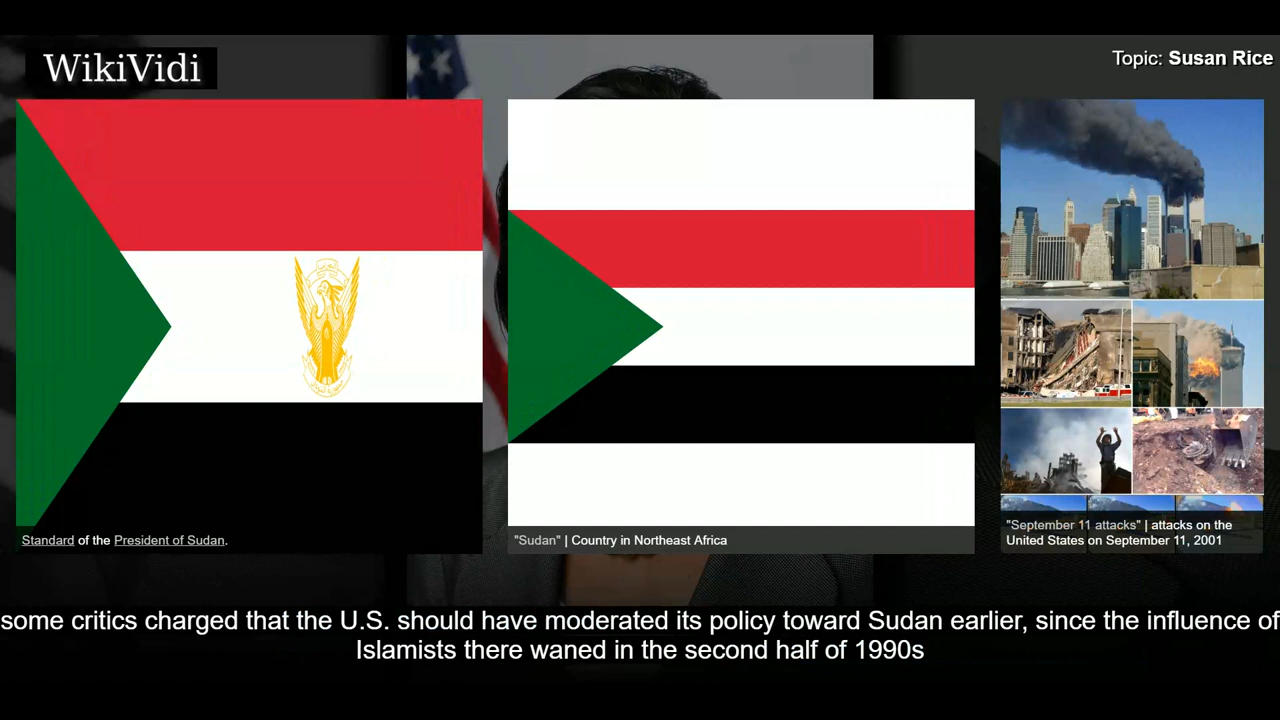 WikiVidi
Topic: Susan Rice
Standard of the President of Sudan.
"Sudan" | Country in Northeast Africa
"September 11 attacks" | attacks on the
United States on September 11, 2001
some critics charged that the U.S. should have moderated its policy toward Sudan earlier, since the influence of
Islamists there waned in the second half of 1990s